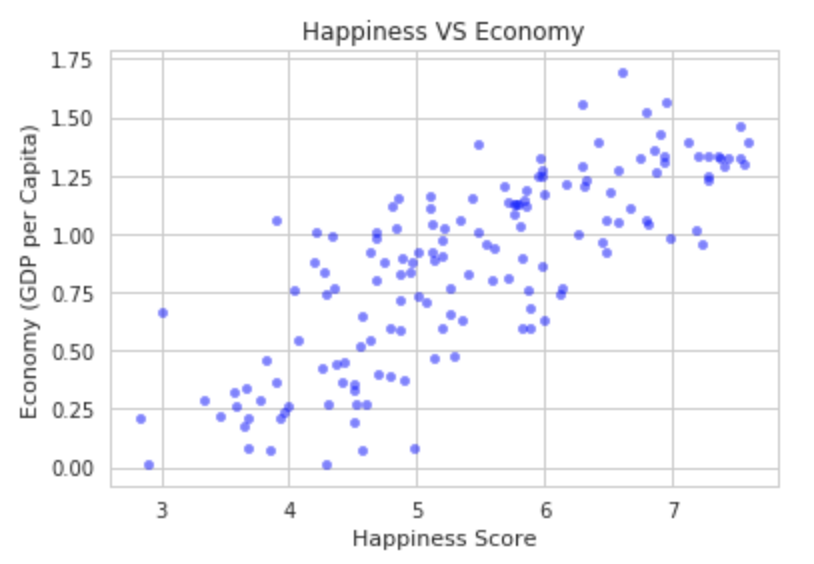 Happiness VS Economy
1.75
1.50
1.25
1.00
0.75
0.50
0.25
0.00
Economy (GDP per Capita)
3 4 5 6 7
Happiness Score